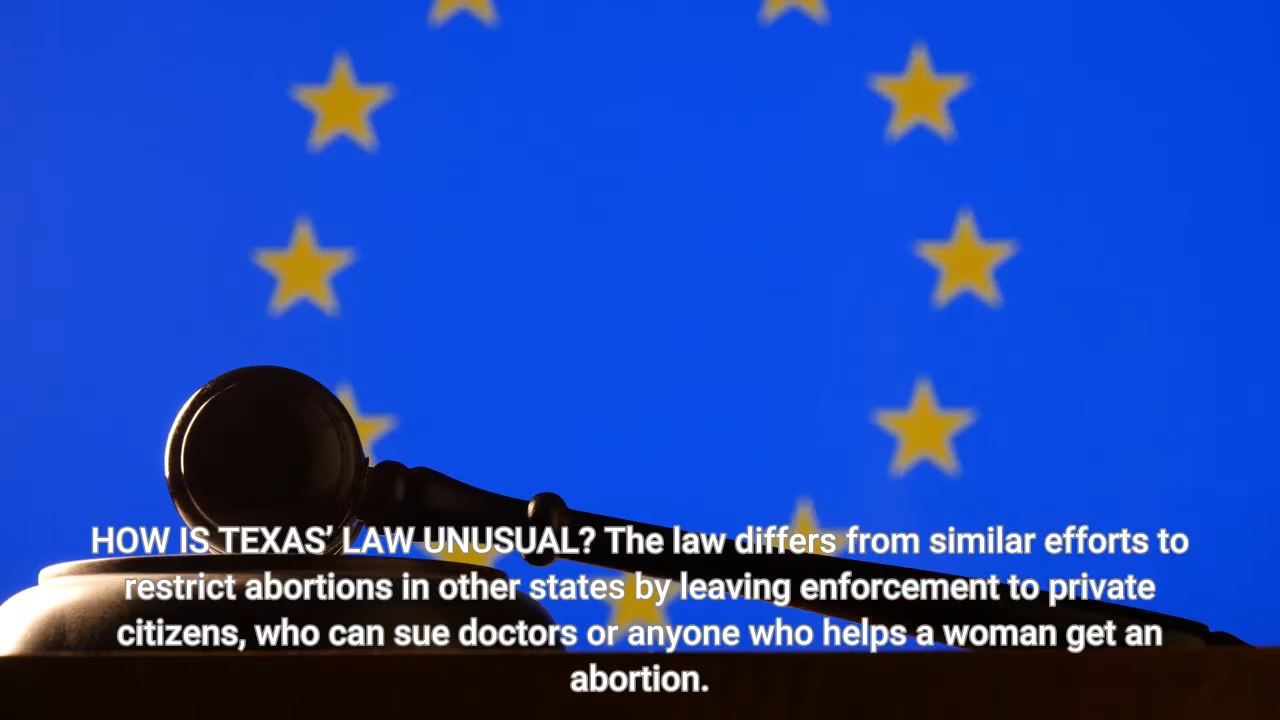 HOW IS TEXAS’ LAW UNUSUAL? The law differs from similar efforts to
restrict abortions in other states by leaving enforcement to private
citizens, who can sue doctors or anyone who helps a woman get an
abortion.